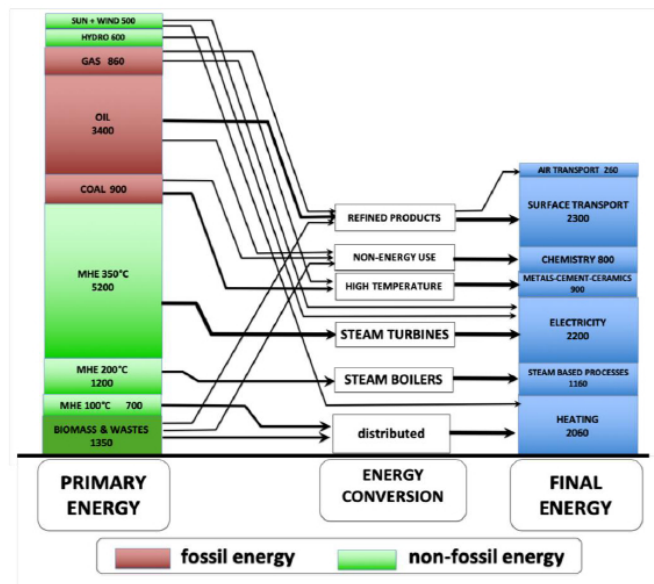 SUN + WIND 500
HYDRO 600
GAS 860
OIL
3400
COAL 900
MHE 350°C
5200
MHE 200°C
1200
MHE 100°C 700
BIOMASS & WASTES
1350
REFINED PRODUCTS
NON-ENERGY USE
HIGH TEMPERATURE
STEAM TURBINES
STEAM BOILERS
distributed
AIR TRANSPORT 260
SURFACE TRANSPORT
2300
CHEMISTRY 800
METALS-CEMENT-CERAMICS
900
ELECTRICITY
2200
STEAM BASED PROCESSES
1160
HEATING
2060
PRIMARY
ENERGY
ENERGY
CONVERSION
FINAL
ENERGY
fossil energy
non-fossil energy